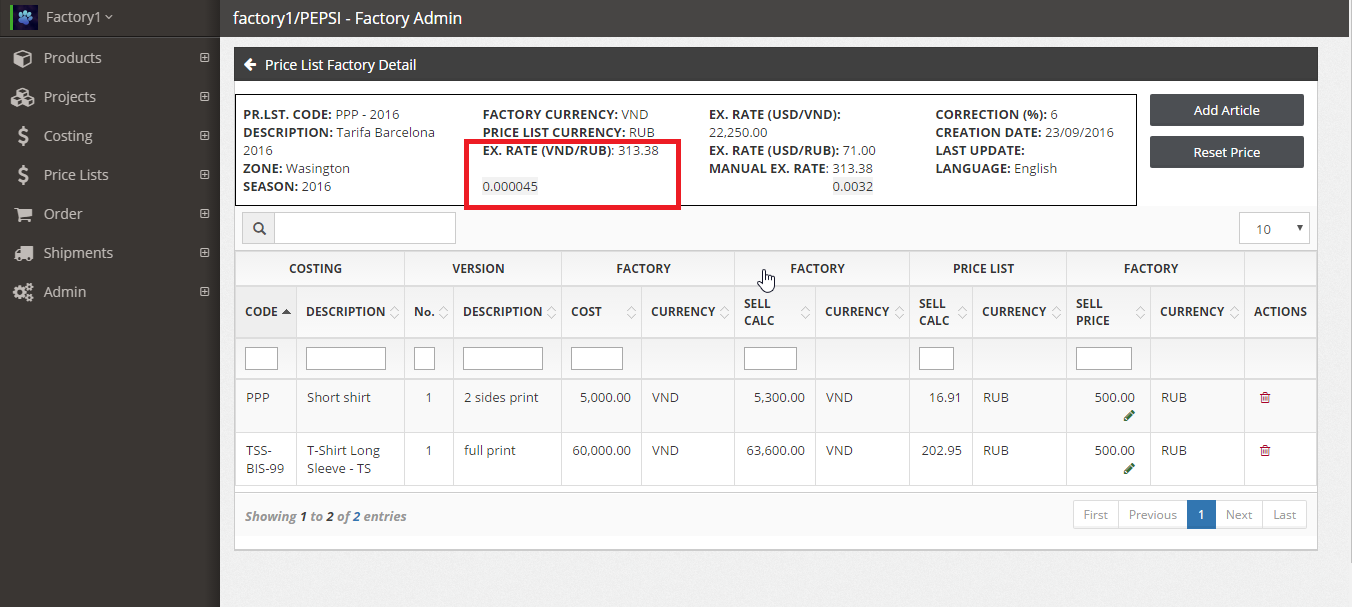 Factory1
factory1/PEPSI - Factory Admin
Products
Projects
Costing
Price Lists
Order
Shipments
Admin
Price List Factory Detail
PR.LST. CODE: PPP - 2016
DESCRIPTION: Tarifa Barcelona
2016
ZONE: Wasington
SEASON: 2016
FACTORY CURRENCY: VND
PRICE LIST CURRENCY: RUB
EX. RATE (VND/RUB): 313.38
0.000045
EX. RATE (USD/VND):
22,250.00
EX. RATE (USD/RUB): 71.00
MANUAL EX. RATE: 313.38
0.0032
CORRECTION (%): 6
CREATION DATE: 23/09/2016
LAST UPDATE:
LANGUAGE: English
Add Article
Reset Price
10
COSTING VERSION FACTORY FACTORY PRICE LIST FACTORY
CODE DESCRIPTION No. DESCRIPTION COST CURRENCY SELL CALC CURRENCY SELL CALC CURRENCY SELL PRICE CURRENCY ACTIONS
PPP Short shirt 1 2 sides print 5,000.00 VND 5,300.00 VND 16.91 RUB 500.00 RUB
TSS- T-Shirt Long 1 full print 60,000.00 VND 63,600.00 VND 202.95 RUB 500.00 RUB
BIS-99 Sleeve - TS
Showing 1 to 2 of 2 entries
First Previous 1 Next Last